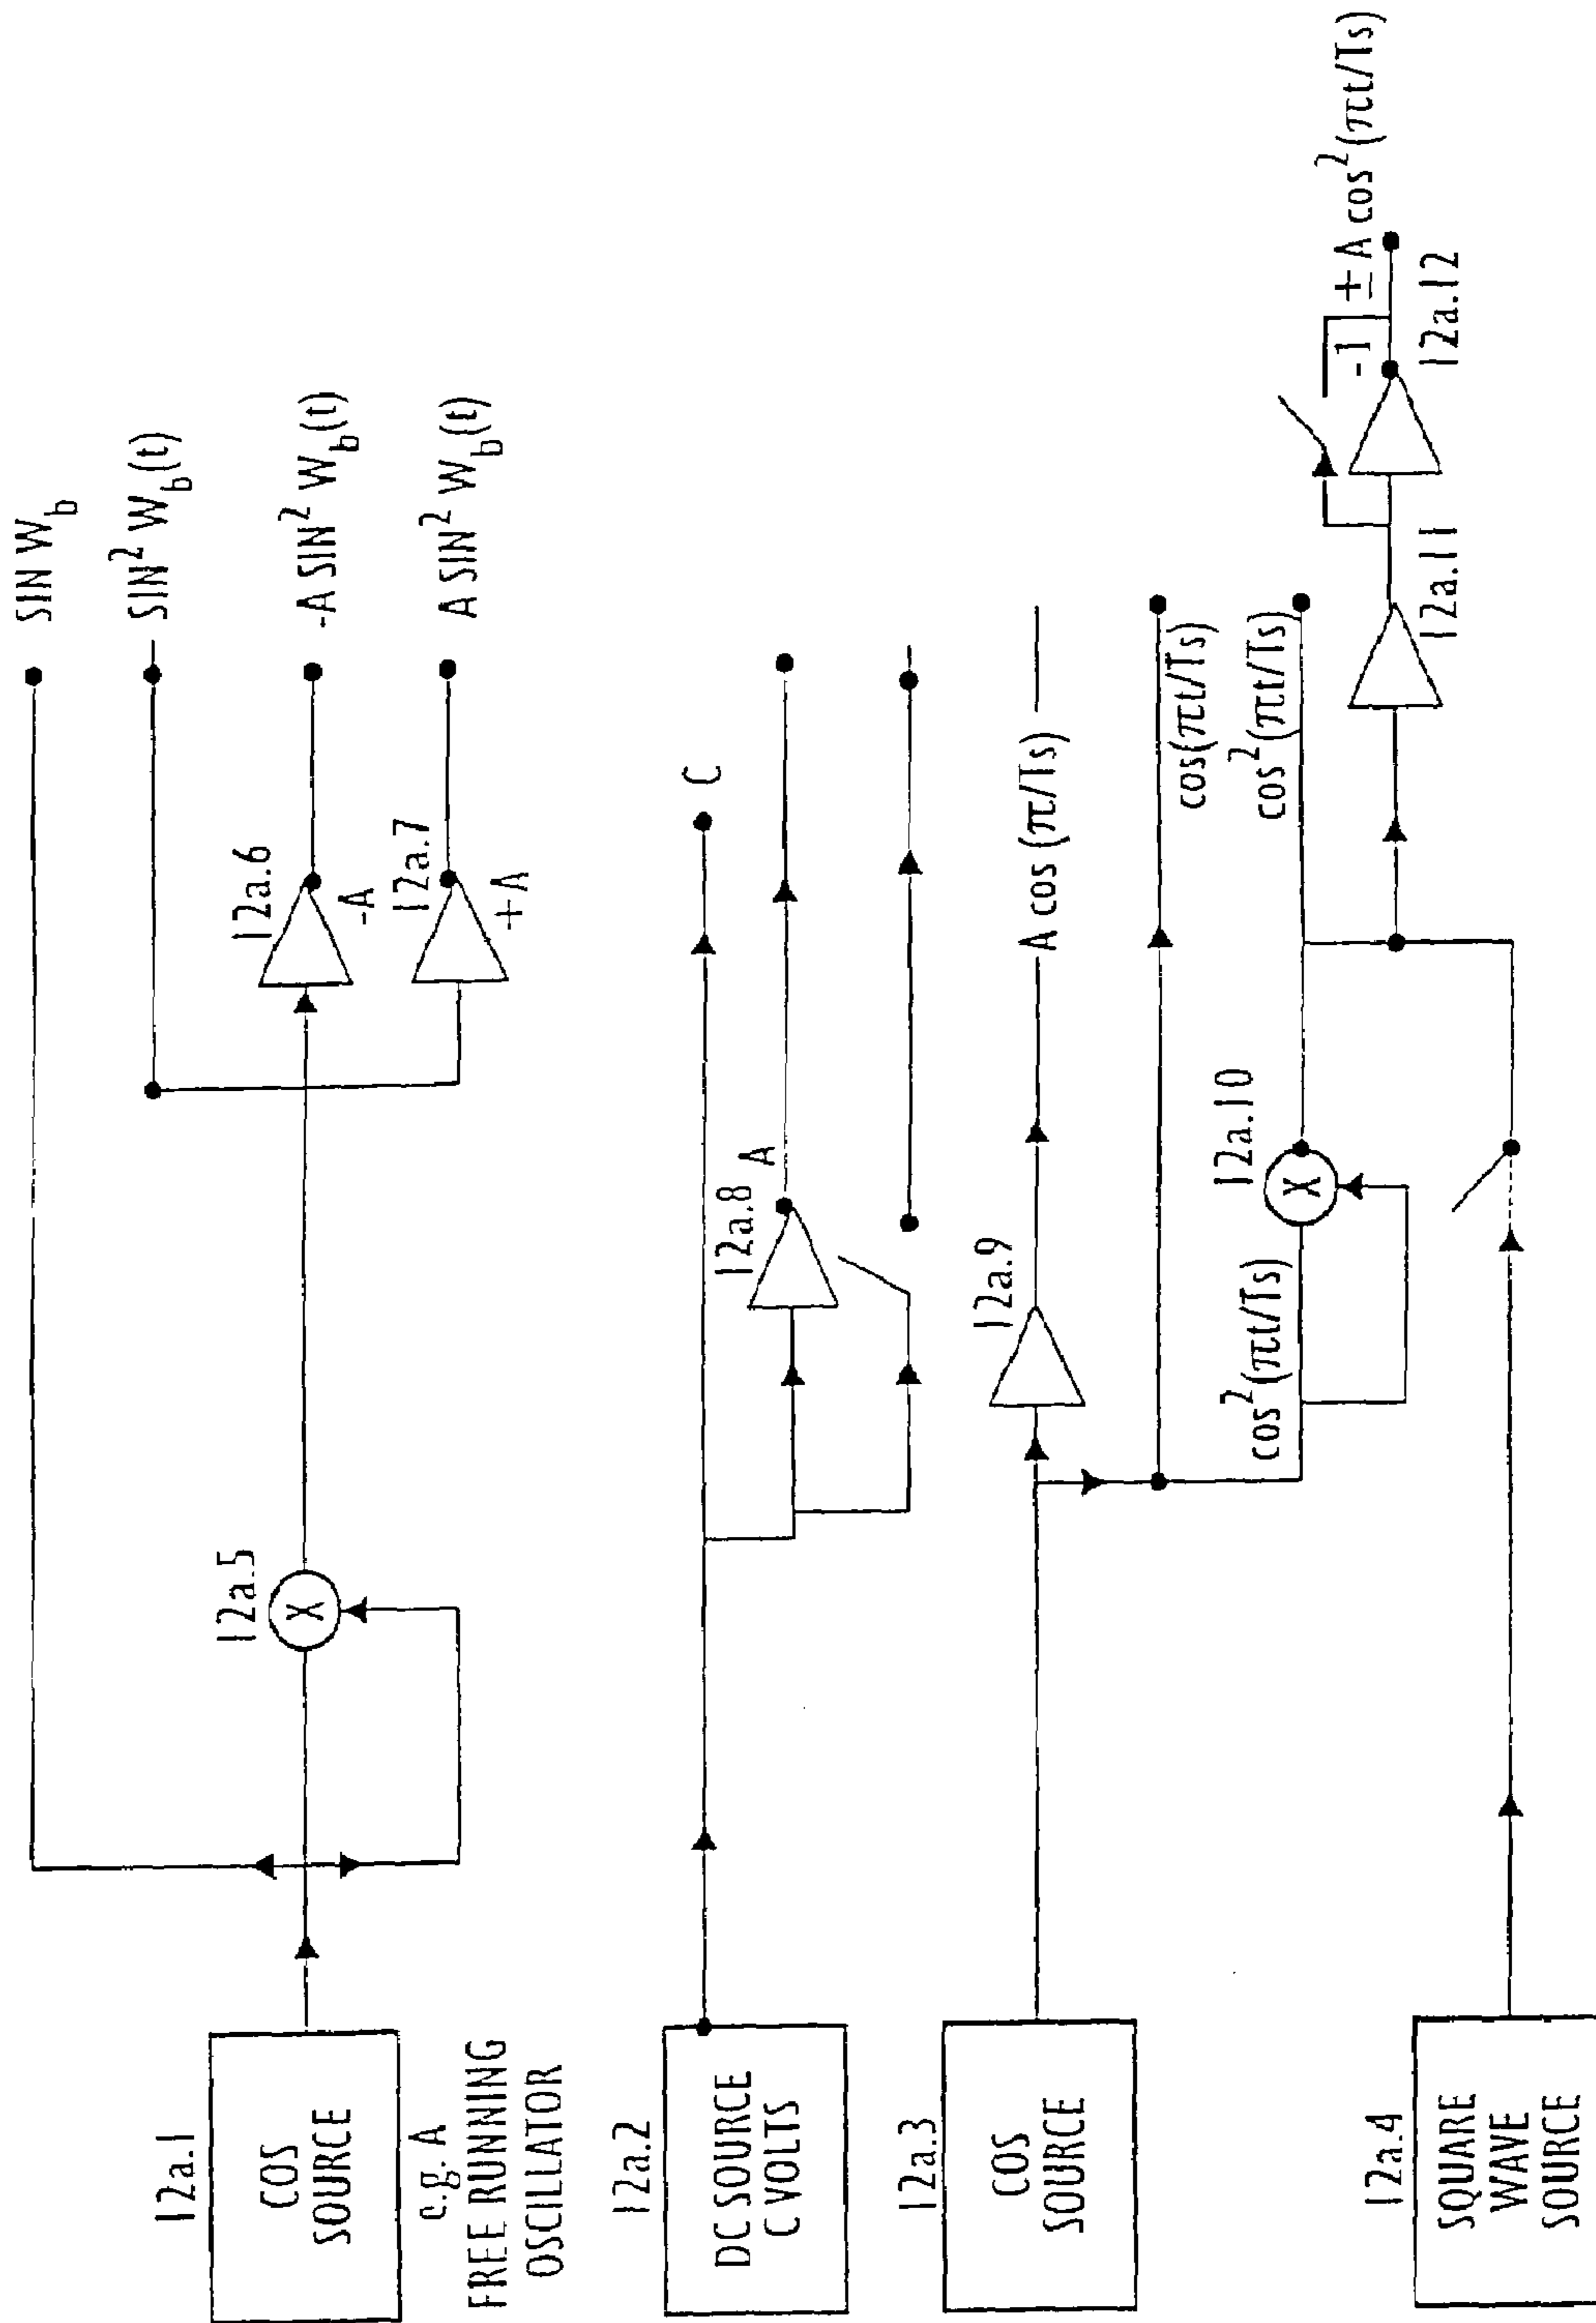 12a.1
COS
SOURCE
e.g. A
FREE RUNNING
OSCILLATOR
12a.5
X
SIN W_b
SIN² W_b(t)
12a.6
-A
-A SIN² W_b(t)
12a.7
+A
A SIN² W_b(t)
12a.2
DC SOURCE
C VOLTS
C
12a.8
A
12a.3
COS
SOURCE
12a.9
A cos (π/Ts)
cos(πt/Ts)
cos²(πt/Ts)
cos²(πt/Ts)
12a.10
X
12a.11
-1
± A cos²(πt/Ts)
12a.12
12a.4
SQUARE
WAVE
SOURCE